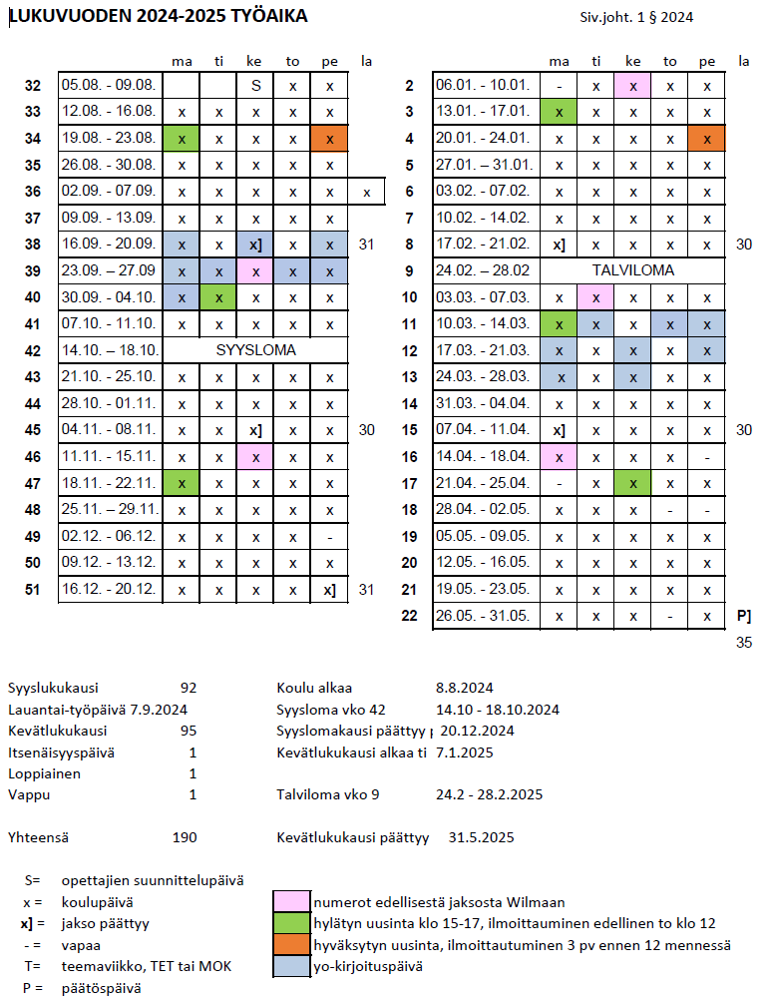 LUKUVUODEN 2024-2025 TYÖAIKA Siv.joht. 1 § 2024
ma ti ke to pe la
32 05.08. - 09.08. S x x
33 12.08. - 16.08. x x x x x
34 19.08. - 23.08. x x x x x
35 26.08. - 30.08. x x x x x
36 02.09. - 07.09. x x x x x x
37 09.09. - 13.09. x x x x x
38 16.09. - 20.09. x x x] x x 31
39 23.09. – 27.09 x x x x x
40 30.09. - 04.10. x x x x x
41 07.10. - 11.10. x x x x x
42 14.10. – 18.10. SYYSLOMA
43 21.10. - 25.10. x x x x x
44 28.10. - 01.11. x x x x x
45 04.11. - 08.11. x x x] x x 30
46 11.11. - 15.11. x x x x x
47 18.11. - 22.11. x x x x x
48 25.11. – 29.11. x x x x x
49 02.12. - 06.12. x x x x -
50 09.12. - 13.12. x x x x x
51 16.12. - 20.12. x x x x x] 31
ma ti ke to pe la
2 06.01. - 10.01. - x x x x
3 13.01. - 17.01. x x x x x
4 20.01. - 24.01. x x x x x
5 27.01. – 31.01. x x x x x
6 03.02. - 07.02. x x x x x
7 10.02. - 14.02. x x x x x
8 17.02. - 21.02. x] x x x x 30
9 24.02. – 28.02 TALVILOMA
10 03.03. - 07.03. x x x x x
11 10.03. - 14.03. x x x x x
12 17.03. - 21.03. x x x x x
13 24.03. - 28.03. x x x x x
14 31.03. - 04.04. x x x x x
15 07.04. - 11.04. x] x x x x 30
16 14.04. - 18.04. x x x x -
17 21.04. - 25.04. - x x x x
18 28.04. - 02.05. x x x - -
19 05.05. - 09.05. x x x x x
20 12.05. - 16.05. x x x x x
21 19.05. - 23.05. x x x x x
22 26.05. - 31.05. x x x - x P]
35
Syyslukukausi 92 Koulu alkaa 8.8.2024
Lauantai-työpäivä 7.9.2024 Syysloma vko 42 14.10 - 18.10.2024
Kevätlukukausi 95 Syyslomakausi päättyy 20.12.2024
Itsenäisyyspäivä 1 Kevätlukukausi alkaa ti 7.1.2025
Loppiainen 1
Vappu 1 Talviloma vko 9 24.2 - 28.2.2025
Yhteensä 190 Kevätlukukausi päättyy 31.5.2025
S= opettajien suunnittelupäivä
x = koulupäivä numerot edellisestä jaksosta Wilmaan
x] = jakso päättyy hylätyn uusinta klo 15-17, ilmoittautuminen edellinen to klo 12
- = vapaa hyväksytyn uusinta, ilmoittautuminen 3 pv ennen 12 mennessä
T= teemaviikko, TET tai MOK yo-kirjoituspäivä
P = päätöspäivä